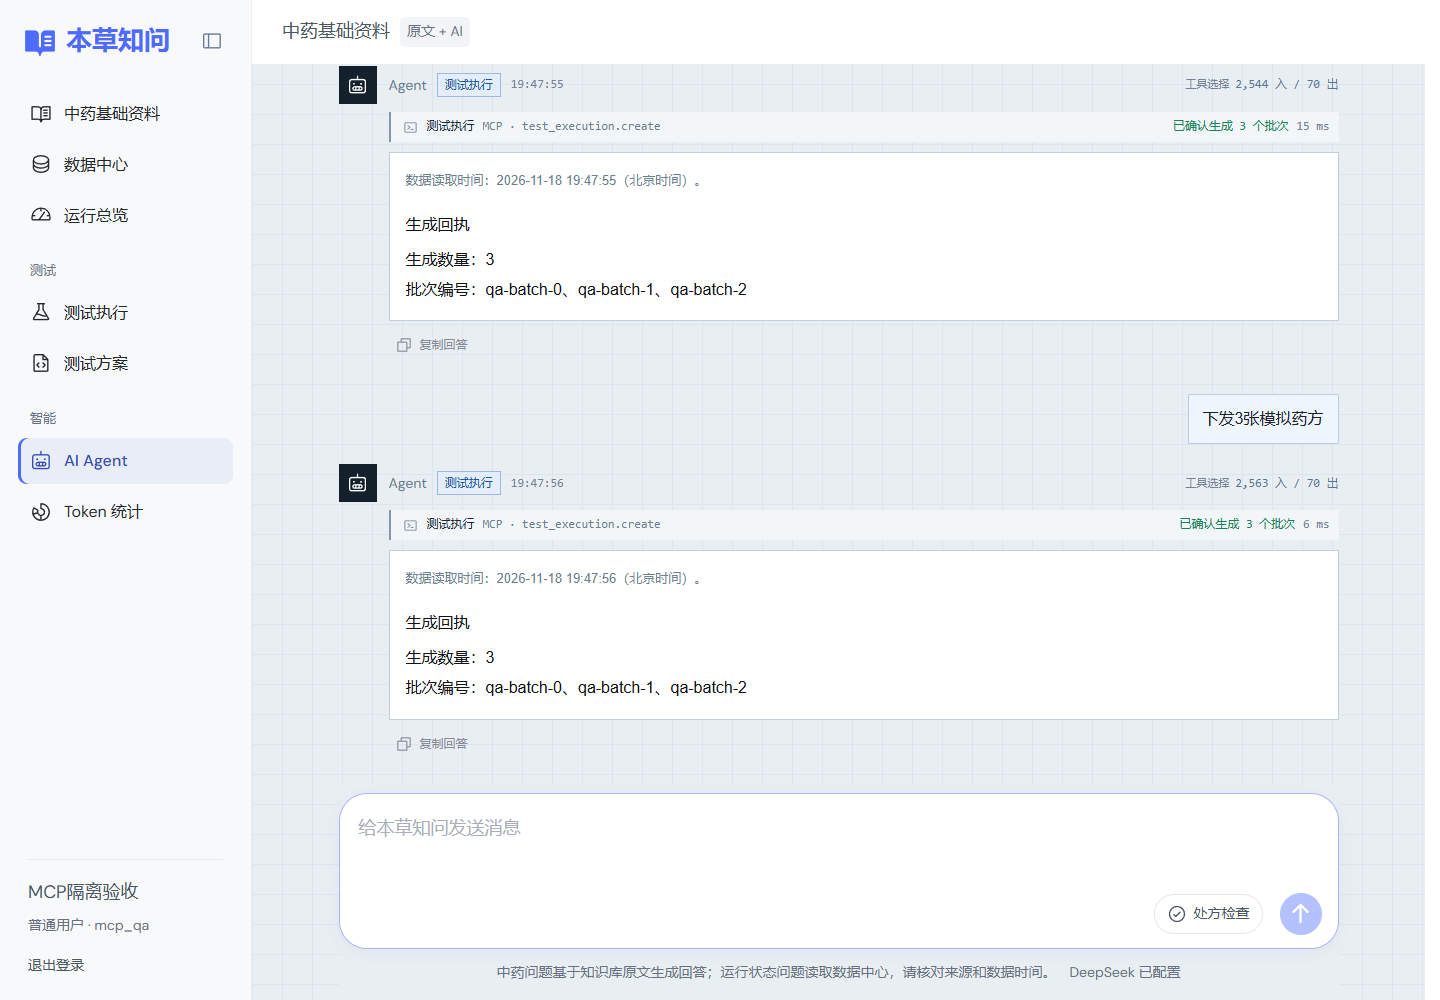 本草知问
中药基础资料
数据中心
运行总览
测试
测试执行
测试方案
智能
AI Agent
Token 统计
MCP隔离验收
普通用户 · mcp_qa
退出登录
中药基础资料 原文 + AI
Agent 测试执行 19:47:55 工具选择 2,544 入 / 70 出
测试执行 MCP · test_execution.create 已确认生成 3 个批次 15 ms
数据读取时间：2026-11-18 19:47:55（北京时间）。
生成回执
生成数量：3
批次编号：qa-batch-0、qa-batch-1、qa-batch-2
复制回答
下发3张模拟药方
Agent 测试执行 19:47:56 工具选择 2,563 入 / 70 出
测试执行 MCP · test_execution.create 已确认生成 3 个批次 6 ms
数据读取时间：2026-11-18 19:47:56（北京时间）。
生成回执
生成数量：3
批次编号：qa-batch-0、qa-batch-1、qa-batch-2
复制回答
给本草知问发送消息
处方检查
中药问题基于知识库原文生成回答；运行状态问题读取数据中心，请核对来源和数据时间。 DeepSeek 已配置